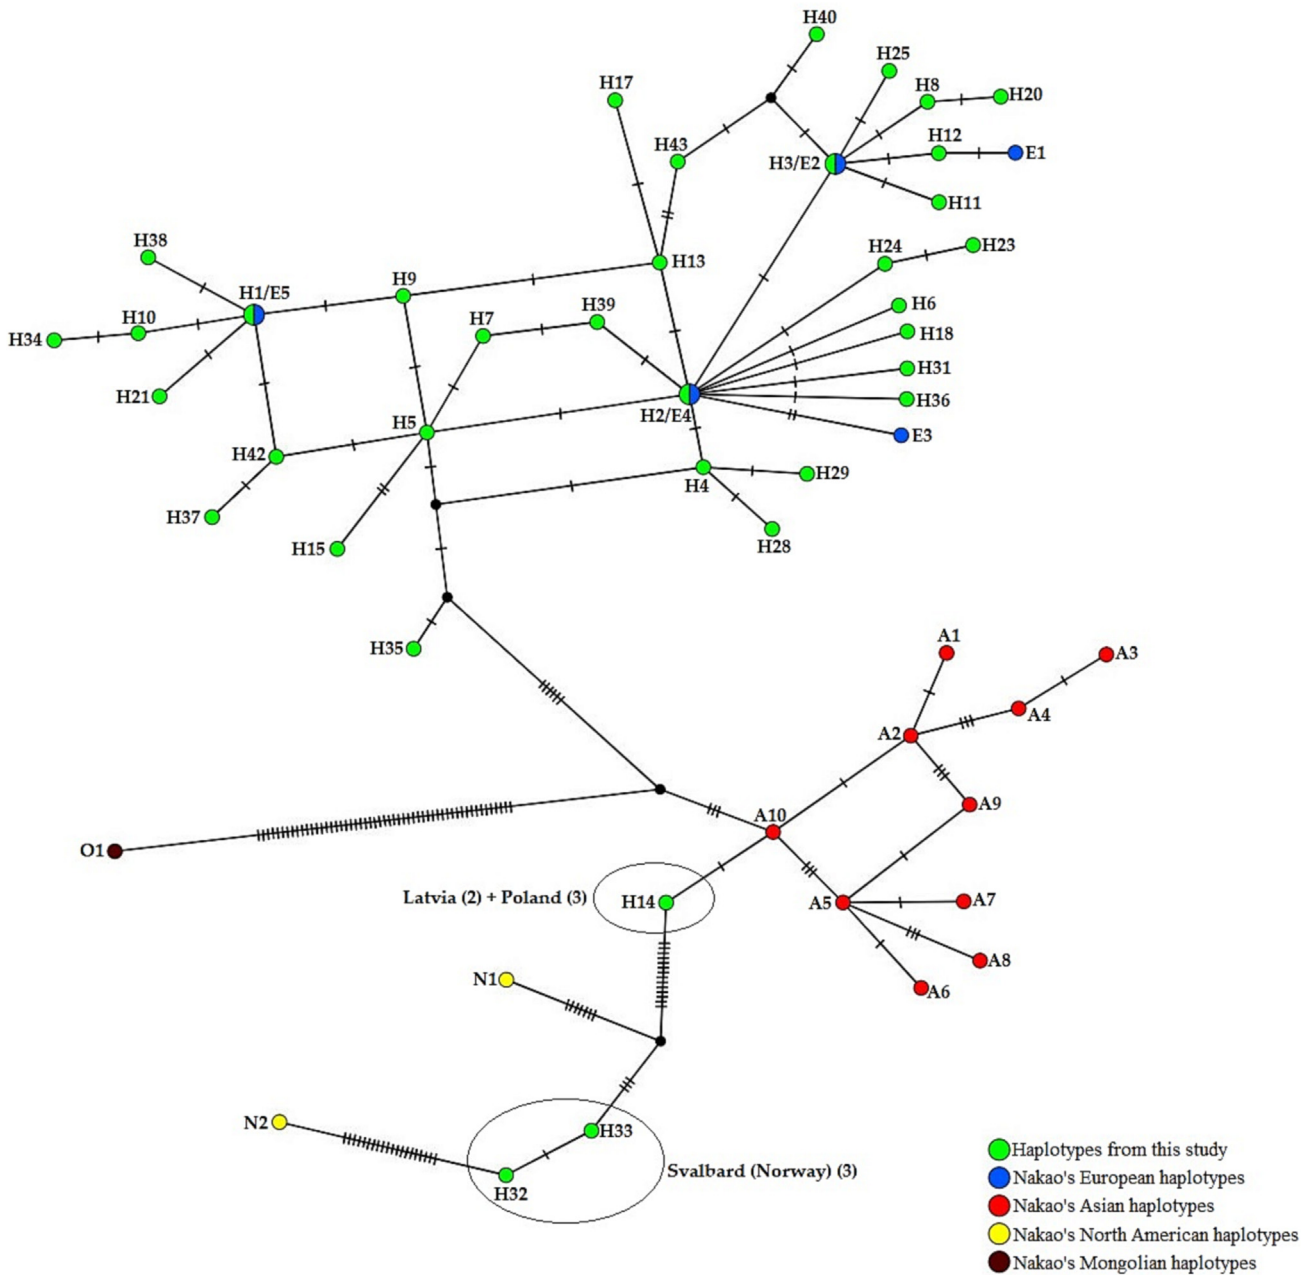 H40
H25
H17
H8
H20
H43
H12
H3/E2
E1
H11
H38
H24
H23
H13
H9
H1/E5
H39
H6
H7
H10
H18
H34
H31
H21
H36
H2/E4
H5
E3
H42
H4
H29
H37
H15
H28
A1
H35
A3
A4
A2
A9
A10
O1
Latvia (2) + Poland (3)
H14
A5
A7
A8
N1
A6
N2
H33
Svalbard (Norway) (3)
H32
Haplotypes from this study
Nakao's European haplotypes
Nakao's Asian haplotypes
Nakao's North American haplotypes
Nakao's Mongolian haplotypes